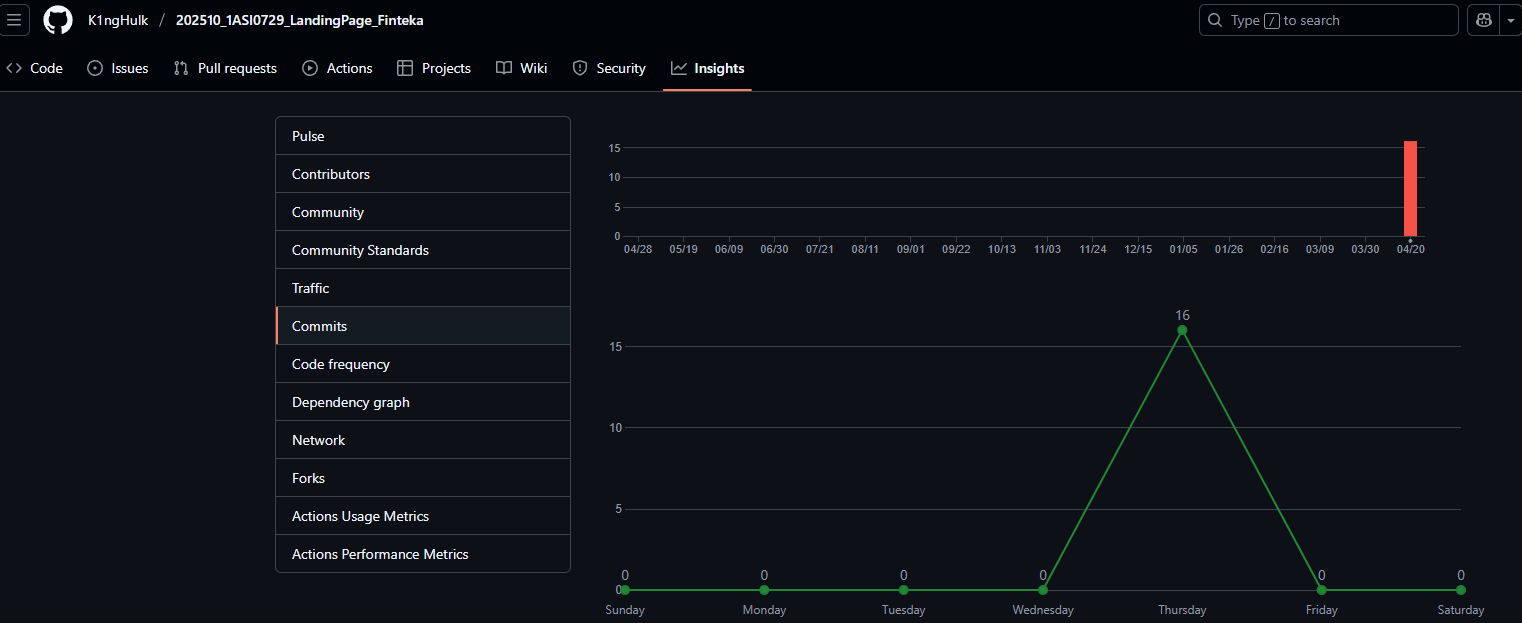 K1ngHulk / 202510_1ASI0729_LandingPage_Finteka
Type / to search
Code Issues Pull requests Actions Projects Wiki Security Insights
Pulse
Contributors
Community
Community Standards
Traffic
Commits
Code frequency
Dependency graph
Network
Forks
Actions Usage Metrics
Actions Performance Metrics
15
10
5
0
04/28 05/19 06/09 06/30 07/21 08/11 09/01 09/22 10/13 11/03 11/24 12/15 01/05 01/26 02/16 03/09 03/30 04/20
16
15
10
5
0 0 0 0 0 0
0
Sunday Monday Tuesday Wednesday Thursday Friday Saturday